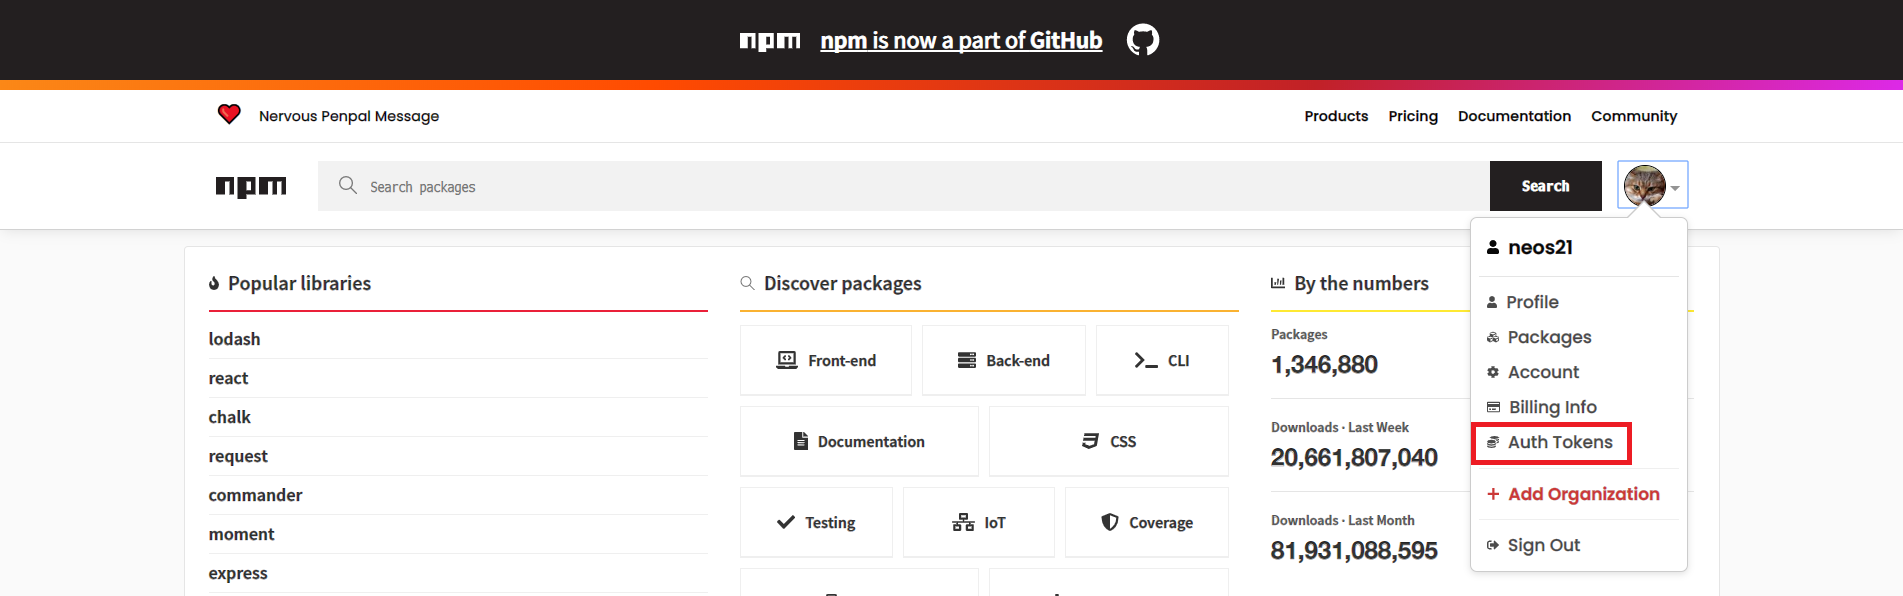 npm npm is now a part of GitHub
Nervous Penpal Message
Products Pricing Documentation Community
npm Search packages Search
neos21
Profile
Packages
Account
Billing Info
Auth Tokens
Add Organization
Sign Out
Popular libraries
lodash
react
chalk
request
commander
moment
express
Discover packages
Front-end Back-end CLI
Documentation CSS
Testing IoT Coverage
By the numbers
Packages
1,346,880
Downloads · Last Week
20,661,807,040
Downloads · Last Month
81,931,088,595